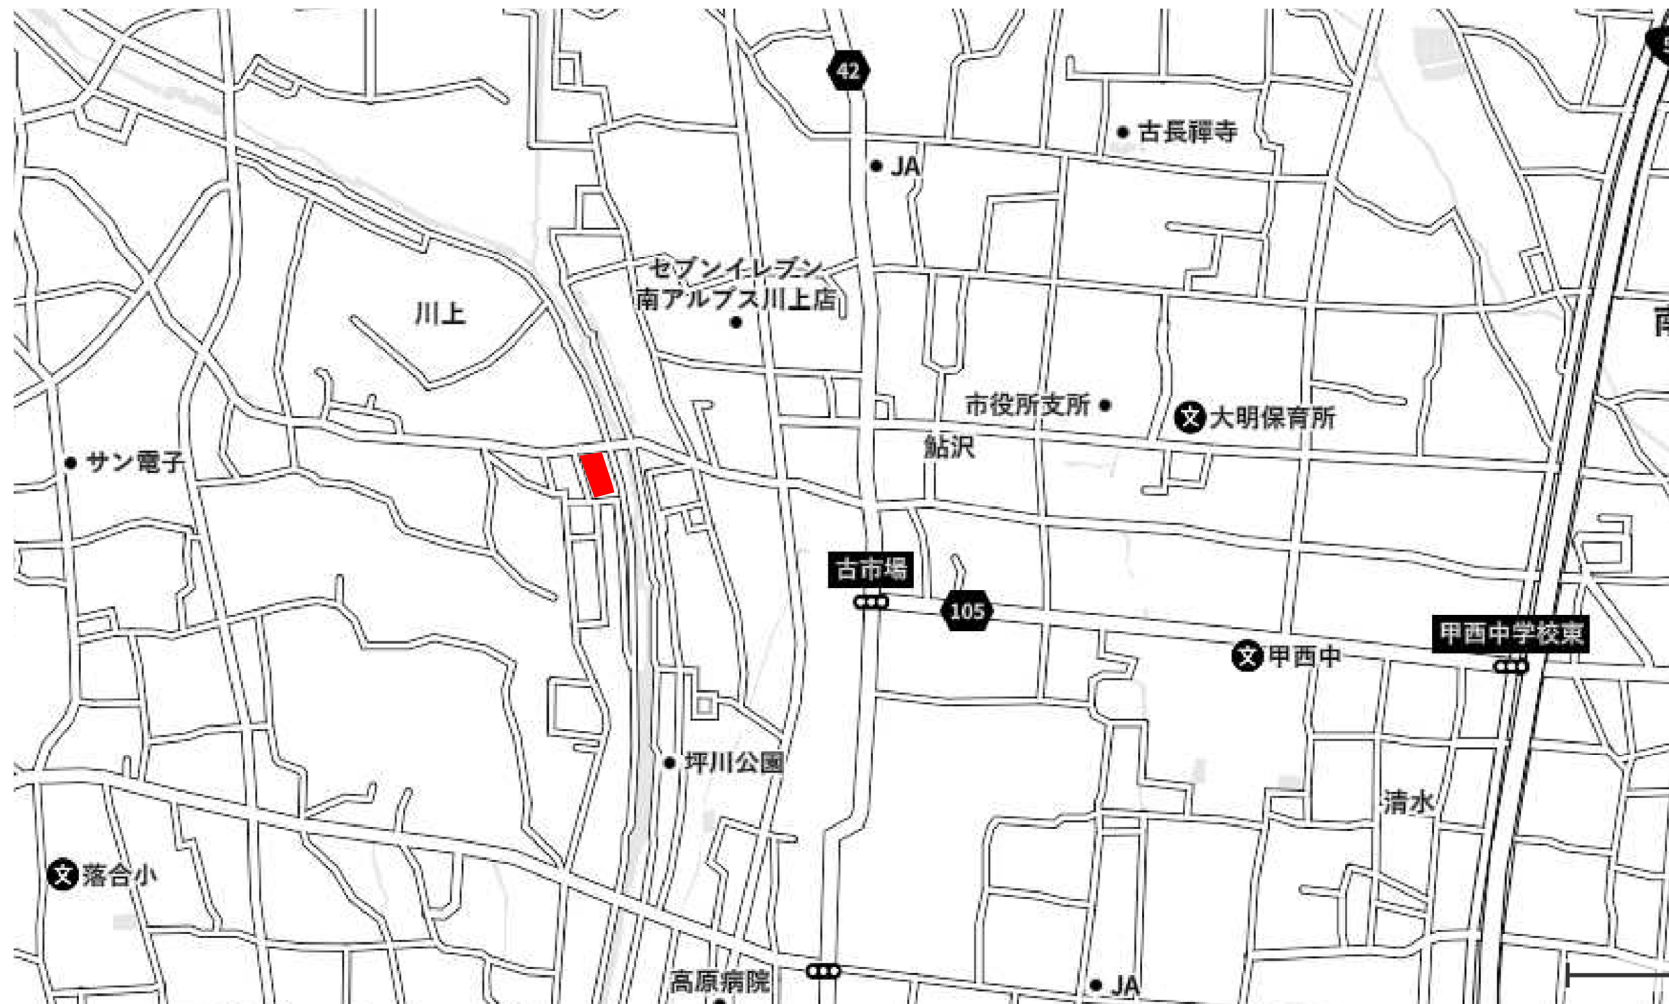 42
古長禪寺
JA
セブンイレブン
南アルプス川上店
川上
市役所支所
文 大明保育所
鮎沢
サン電子
古市場
105
甲西中学校東
文 甲西中
坪川公園
清水
文 落合小
高原病院
JA